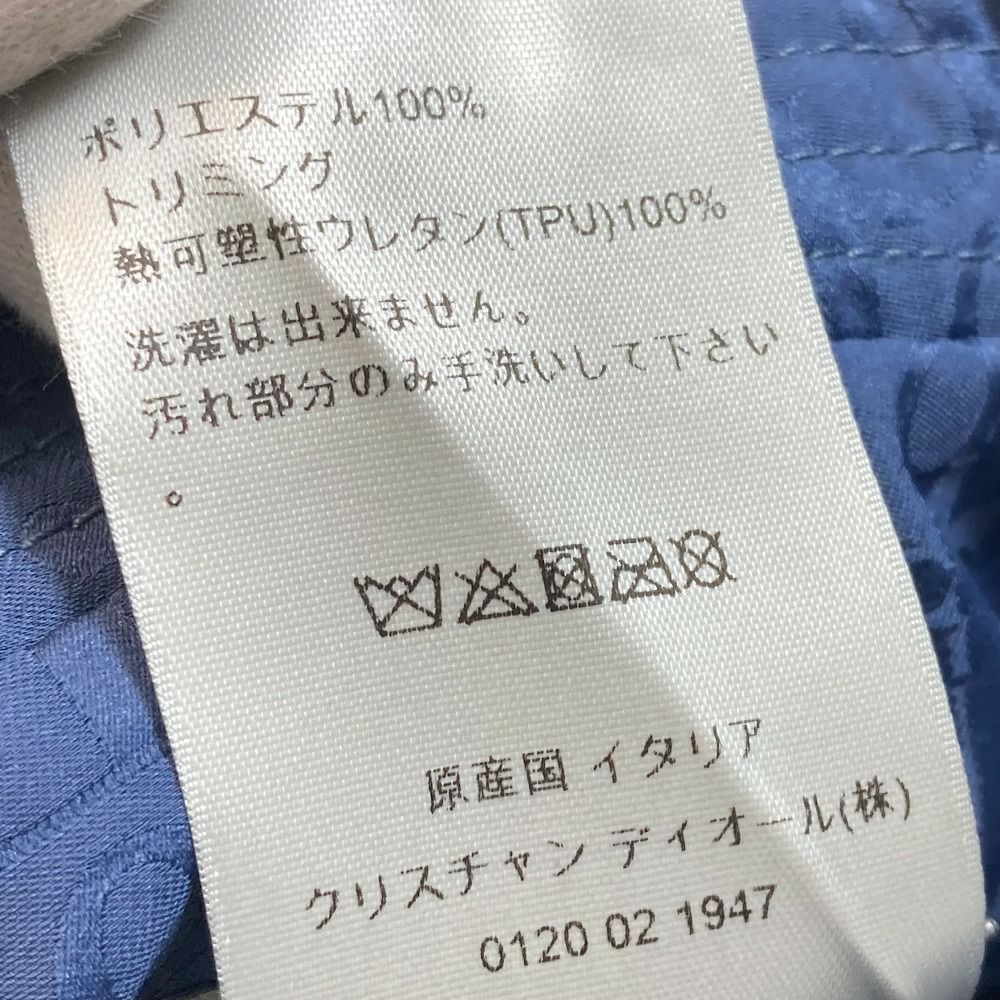 ポリエステル100%
トリミング
熱可塑性ウレタン(TPU)100%
洗濯は出来ません。
汚れ部分のみ手洗いして下さい
。
原産国 イタリア
クリスチャン ディオール(株)
0120 02 1947